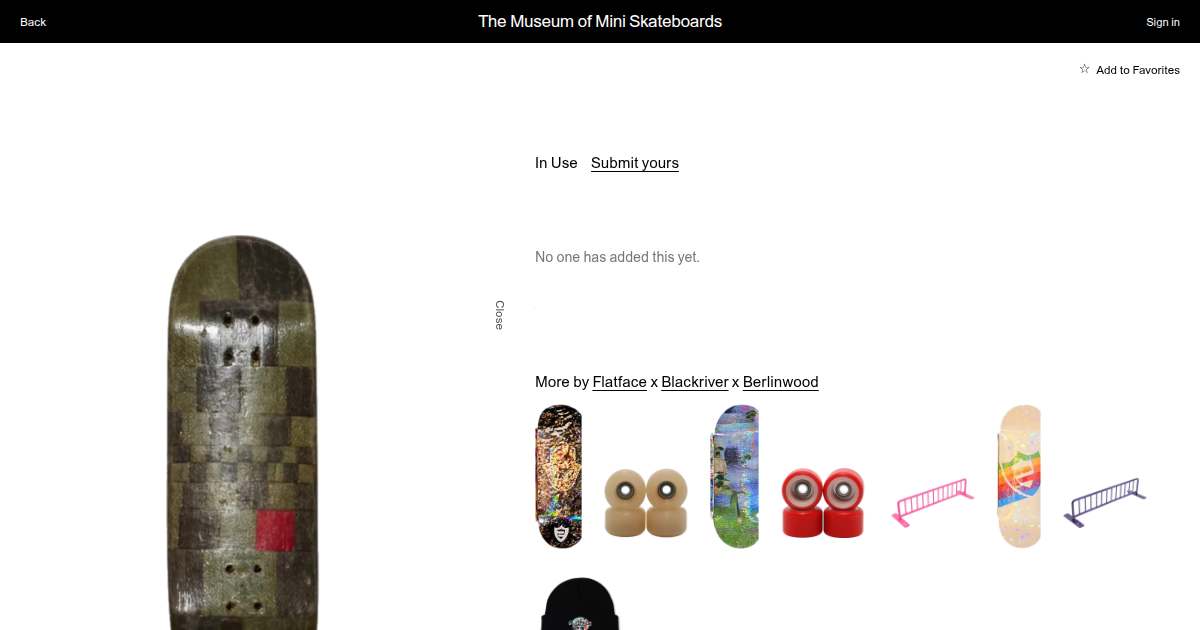 Back
The Museum of Mini Skateboards
Sign in
☆ Add to Favorites
In Use Submit yours
No one has added this yet.
Close
More by Flatface x Blackriver x Berlinwood